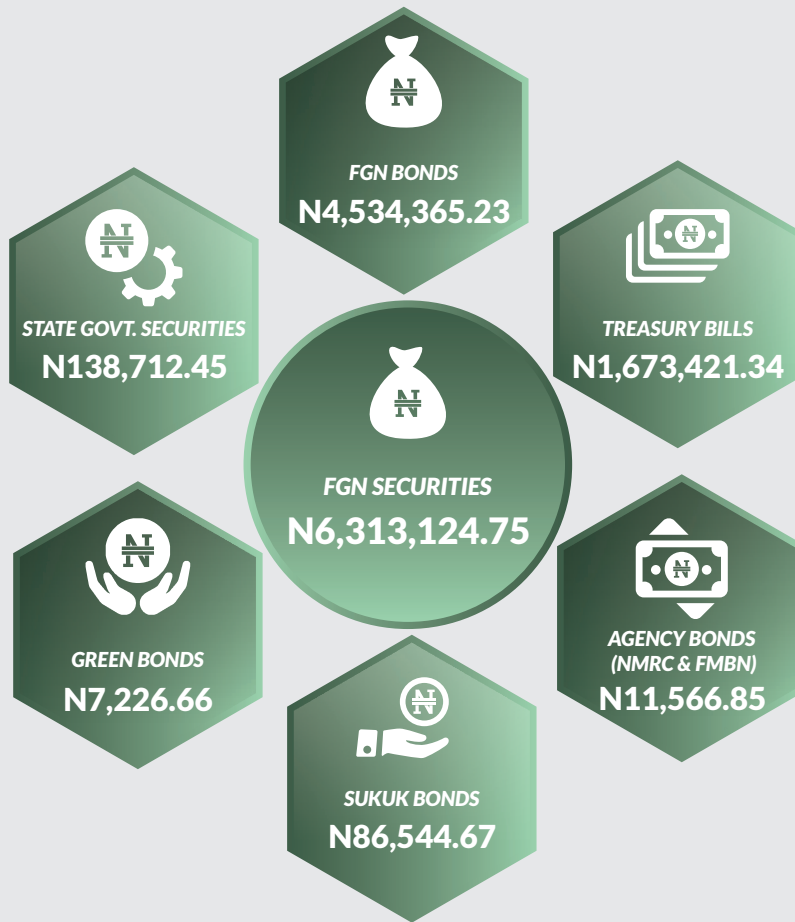 FGN BONDS
N4,534,365.23
STATE GOVT. SECURITIES
N138,712.45
TREASURY BILLS
N1,673,421.34
FGN SECURITIES
N6,313,124.75
GREEN BONDS
N7,226.66
AGENCY BONDS
(NMRC & FMBN)
N11,566.85
SUKUK BONDS
N86,544.67